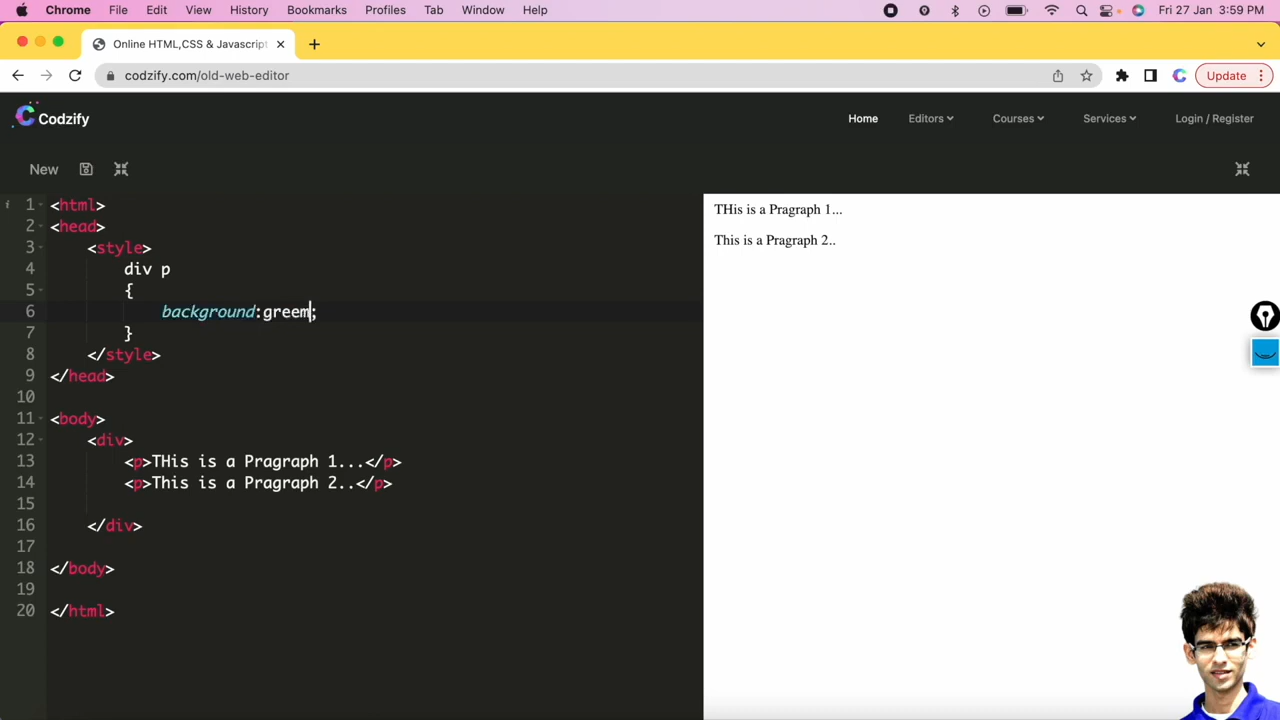 Chrome File Edit View History Bookmarks Profiles Tab Window Help Fri 27 Jan 3:59 PM
Online HTML,CSS & Javascript
codzify.com/old-web-editor Update
Codzify Home Editors Courses Services Login / Register
New
i 1 <html>
2 <head>
3 <style>
4 div p
5 {
6 background:greem;
7 }
8 </style>
9 </head>
10
11 <body>
12 <div>
13 <p>THis is a Pragraph 1...</p>
14 <p>This is a Pragraph 2..</p>
15
16 </div>
17
18 </body>
19
20 </html>
THis is a Pragraph 1...
This is a Pragraph 2..